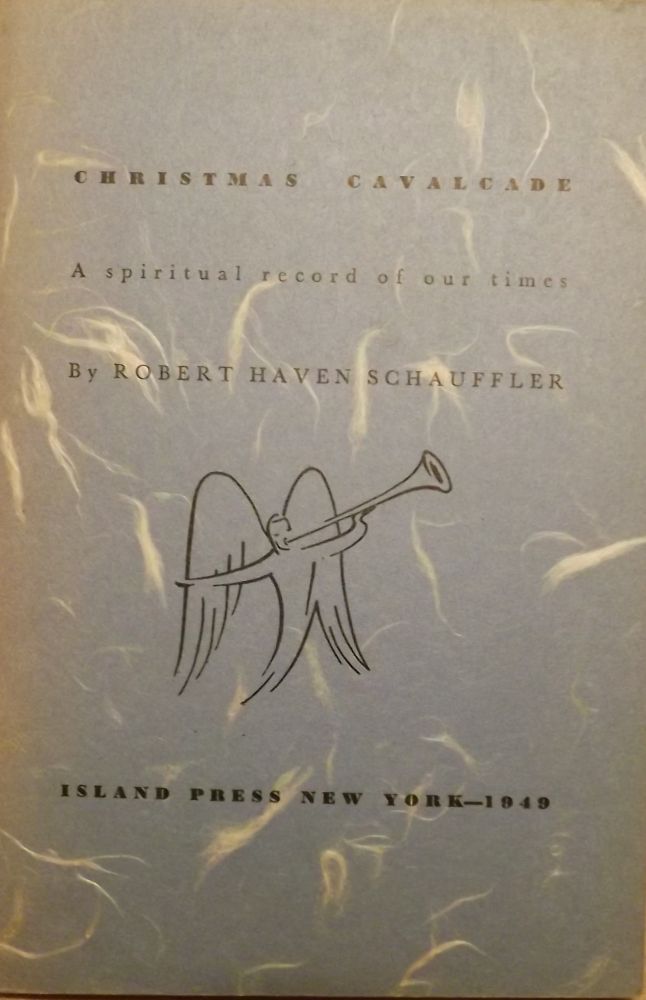 CHRISTMAS CAVALCADE
A spiritual record of our times
By ROBERT HAVEN SCHAUFFLER
ISLAND PRESS NEW YORK—1949